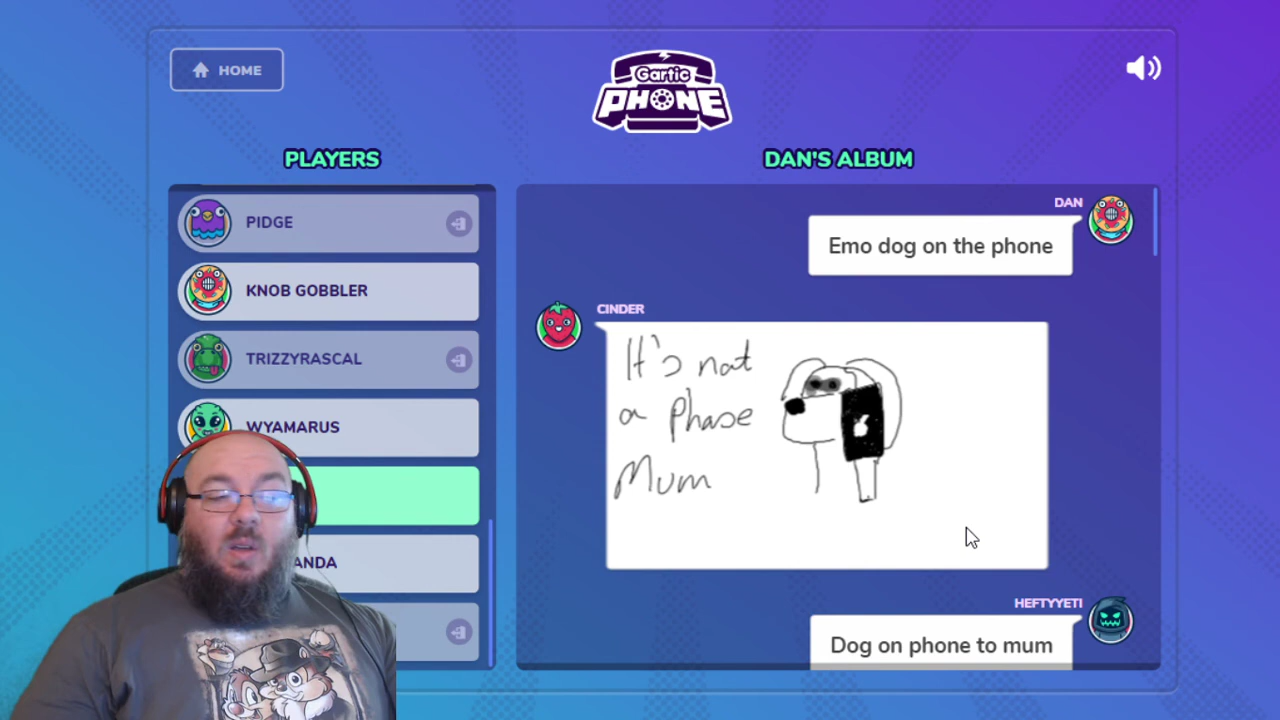 HOME
Gartic
PHONE
PLAYERS
PIDGE
KNOB GOBBLER
TRIZZYRASCAL
WYAMARUS
ANDA
DAN'S ALBUM
DAN
Emo dog on the phone
CINDER
It's not
a Phase
Mum
HEFTYYETI
Dog on phone to mum